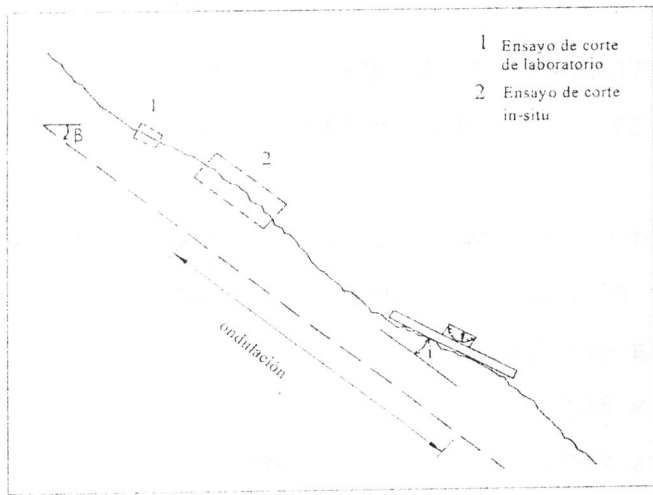 1 Ensayo de corte
de laboratorio
2 Ensayo de corte
in-situ
1
2
B
ondulación
i